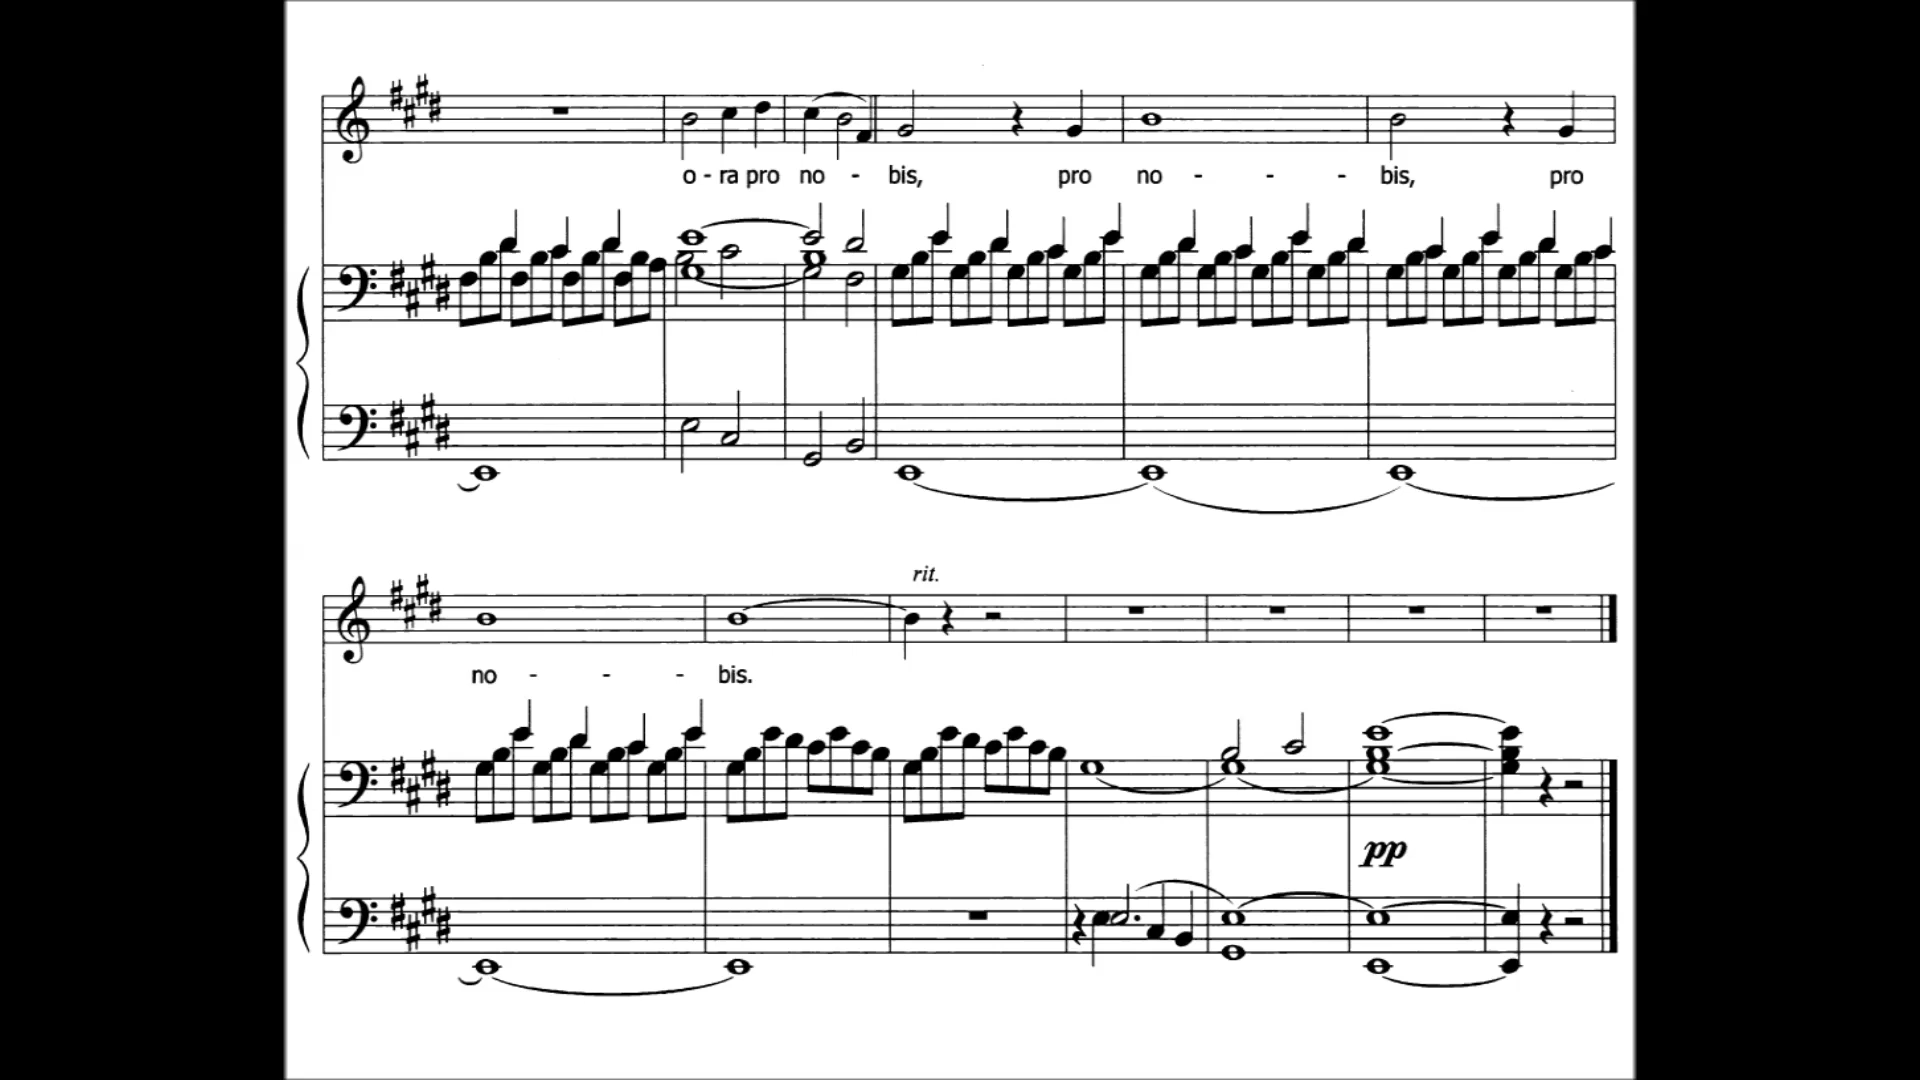 o - ra pro no - bis, pro no - - - bis, pro
rit.
no - - - bis.
pp